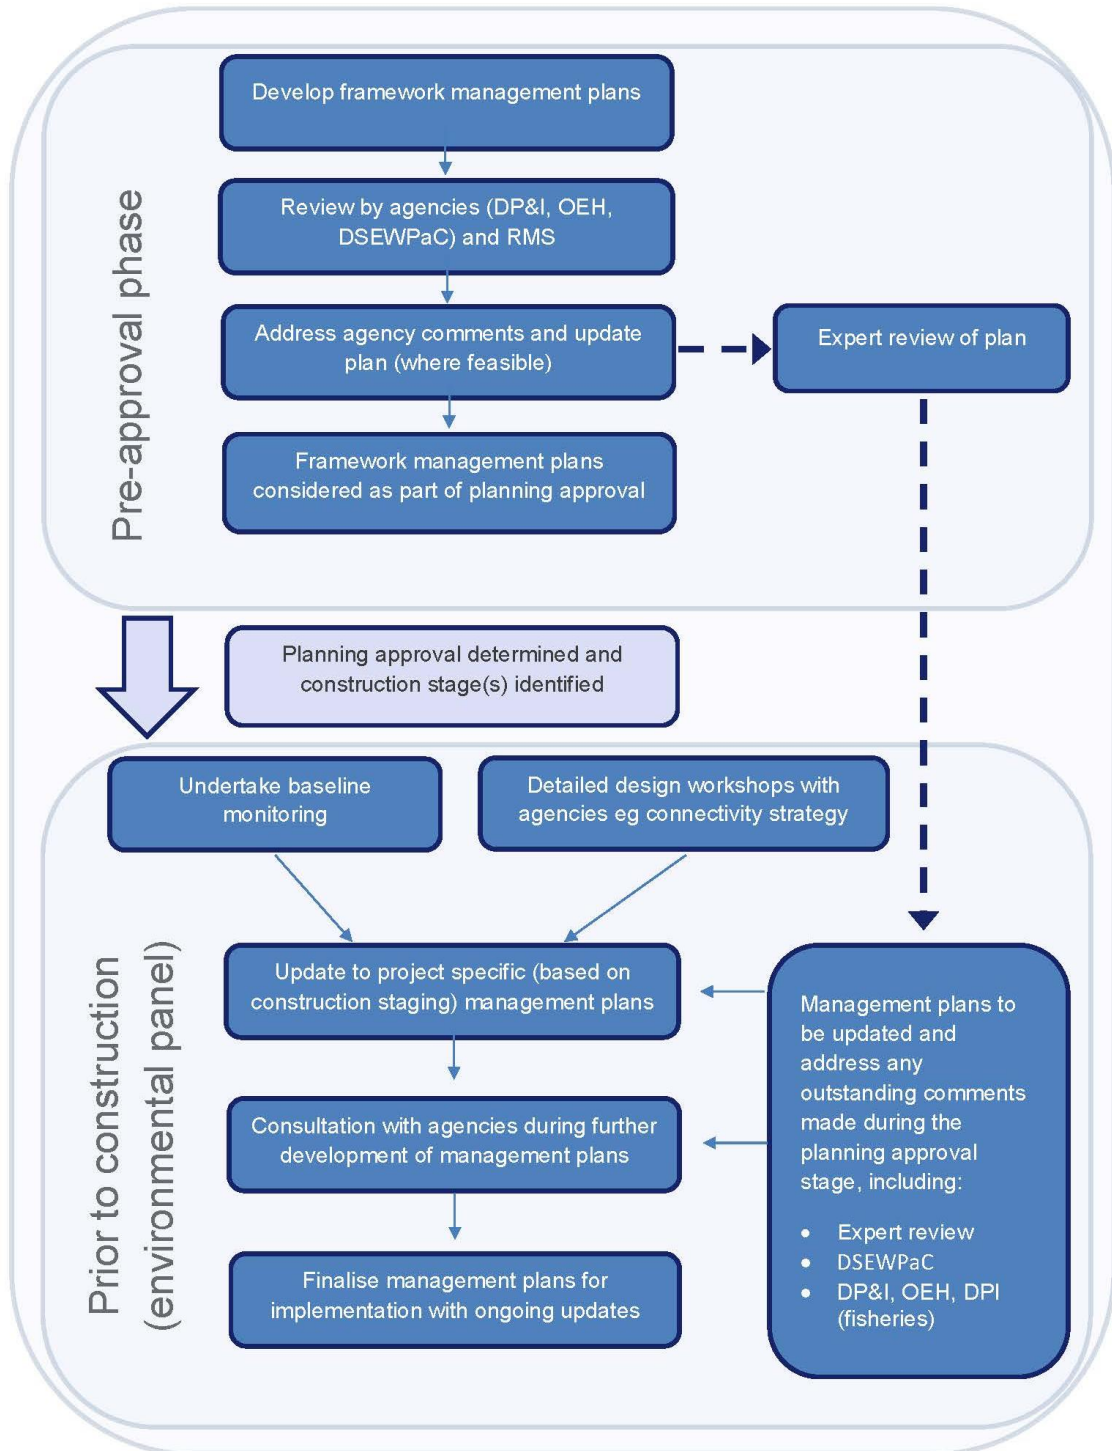 Pre-approval phase
Develop framework management plans
Review by agencies (DP&I, OEH,
DSEWPaC) and RMS
Address agency comments and update
plan (where feasible)
Expert review of plan
Framework management plans
considered as part of planning approval
Planning approval determined and
construction stage(s) identified
Prior to construction
(environmental panel)
Undertake baseline
monitoring
Detailed design workshops with
agencies eg connectivity strategy
Update to project specific (based on
construction staging) management plans
Consultation with agencies during further
development of management plans
Finalise management plans for
implementation with ongoing updates
Management plans to
be updated and
address any
outstanding comments
made during the
planning approval
stage, including:
• Expert review
• DSEWPaC
• DP&I, OEH, DPI
(fisheries)